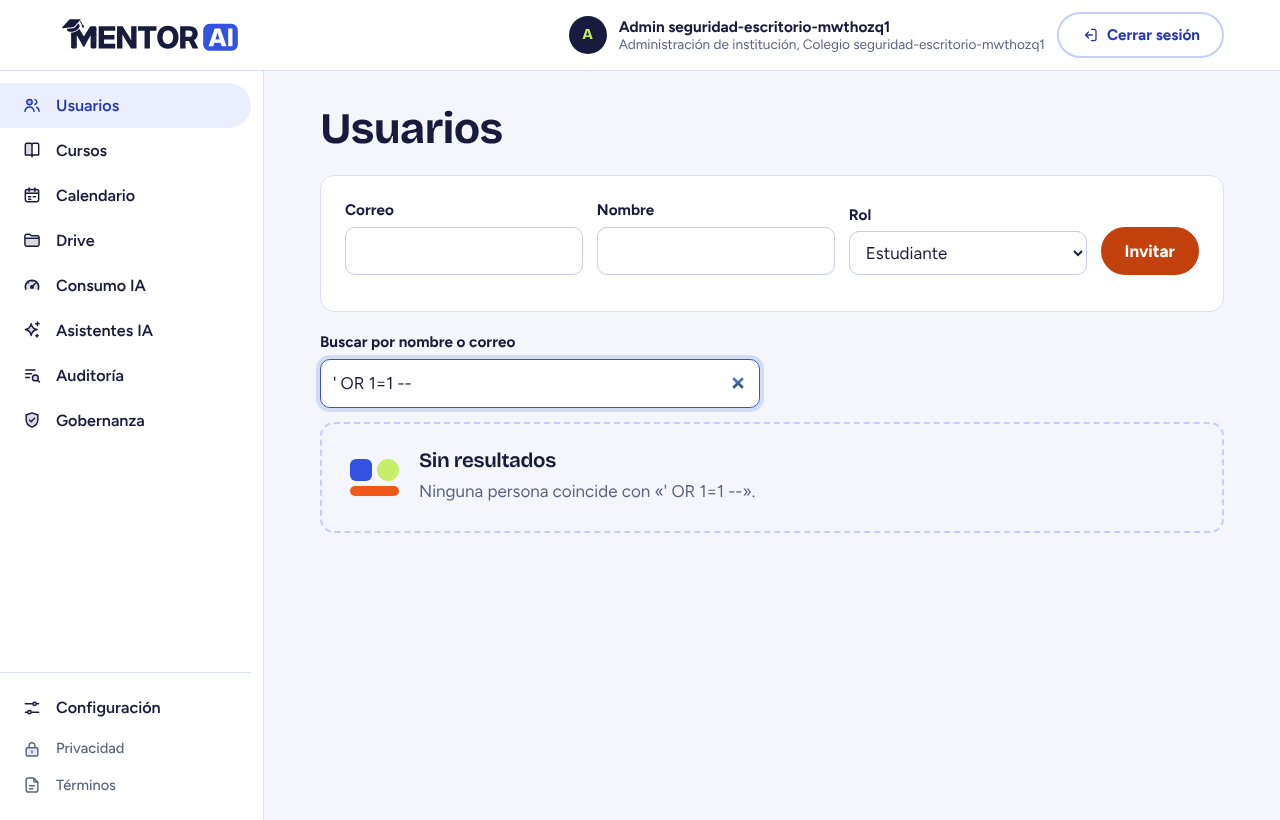 MENTOR AI
A
Admin seguridad-escritorio-mwthozq1
Administración de institución, Colegio seguridad-escritorio-mwthozq1
Cerrar sesión
Usuarios
Cursos
Calendario
Drive
Consumo IA
Asistentes IA
Auditoría
Gobernanza
Configuración
Privacidad
Términos
Usuarios
Correo
Nombre
Rol
Estudiante
Invitar
Buscar por nombre o correo
' OR 1=1 --
Sin resultados
Ninguna persona coincide con «' OR 1=1 --».